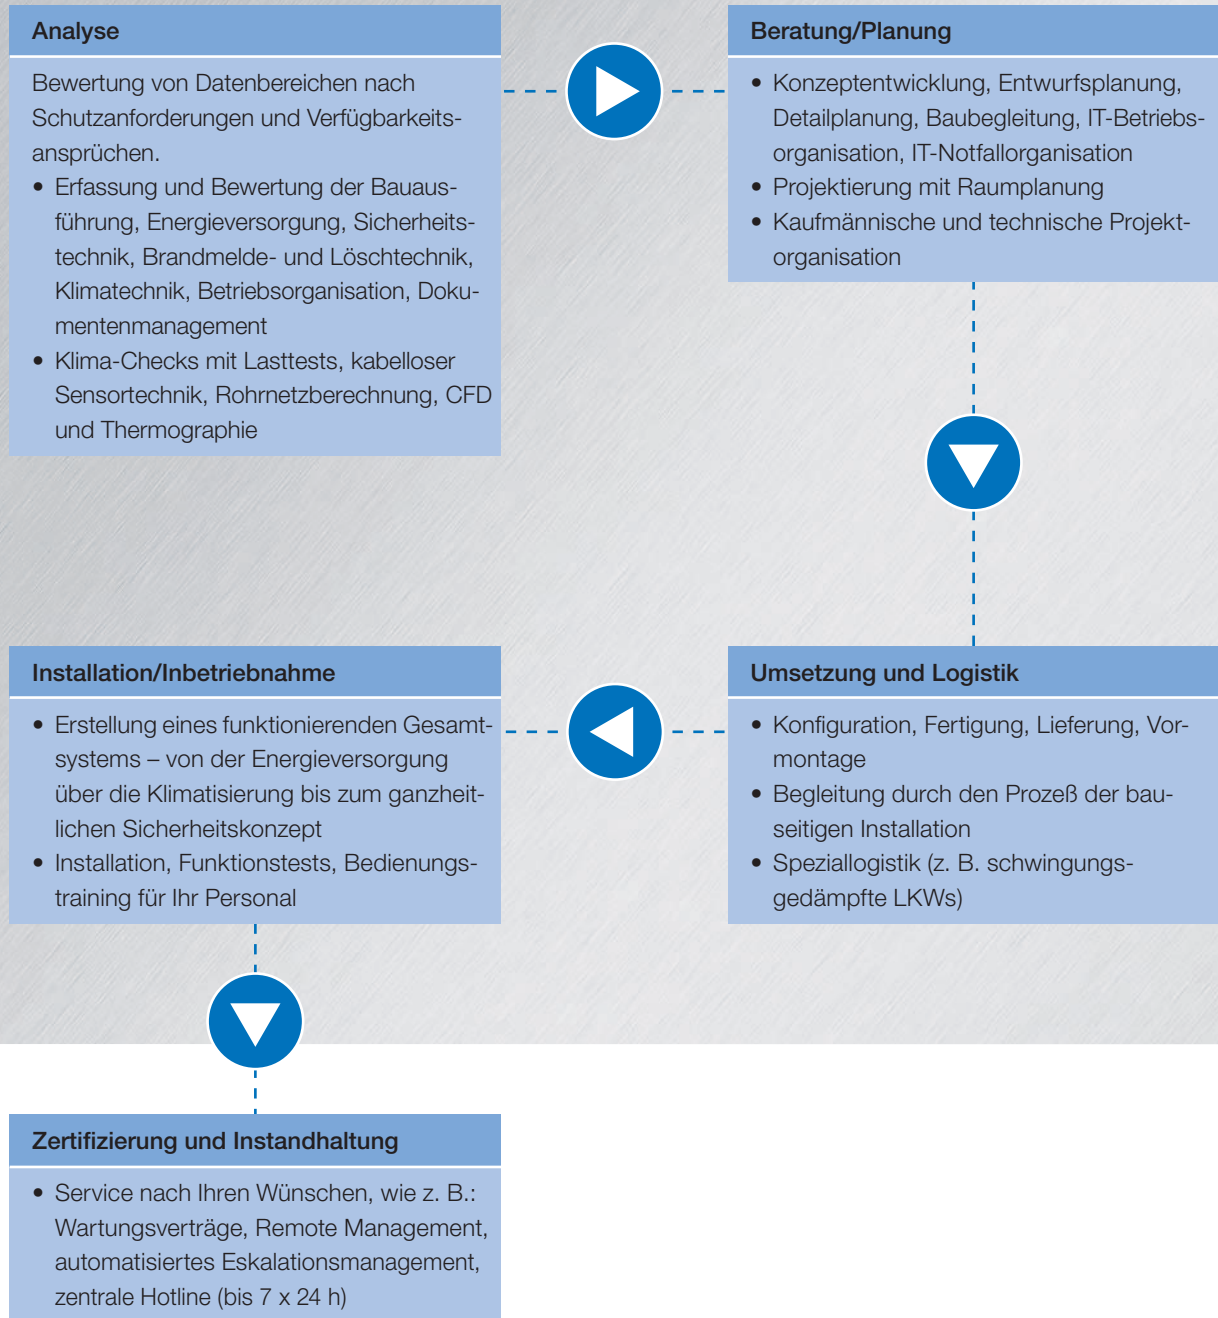 Analyse
Bewertung von Datenbereichen nach
Schutzanforderungen und Verfügbarkeits-
ansprüchen.
• Erfassung und Bewertung der Bauaus-
führung, Energieversorgung, Sicherheits-
technik, Brandmelde- und Löschtechnik,
Klimatechnik, Betriebsorganisation, Doku-
mentenmanagement
• Klima-Checks mit Lasttests, kabelloser
Sensortechnik, Rohrnetzberechnung, CFD
und Thermographie
Beratung/Planung
• Konzeptentwicklung, Entwurfsplanung,
Detailplanung, Baubegleitung, IT-Betriebs-
organisation, IT-Notfallorganisation
• Projektierung mit Raumplanung
• Kaufmännische und technische Projekt-
organisation
Umsetzung und Logistik
• Konfiguration, Fertigung, Lieferung, Vor-
montage
• Begleitung durch den Prozeß der bau-
seitigen Installation
• Speziallogistik (z. B. schwingungs-
gedämpfte LKWs)
Installation/Inbetriebnahme
• Erstellung eines funktionierenden Gesamt-
systems – von der Energieversorgung
über die Klimatisierung bis zum ganzheit-
lichen Sicherheitskonzept
• Installation, Funktionstests, Bedienungs-
training für Ihr Personal
Zertifizierung und Instandhaltung
• Service nach Ihren Wünschen, wie z. B.:
Wartungsverträge, Remote Management,
automatisiertes Eskalationsmanagement,
zentrale Hotline (bis 7 x 24 h)